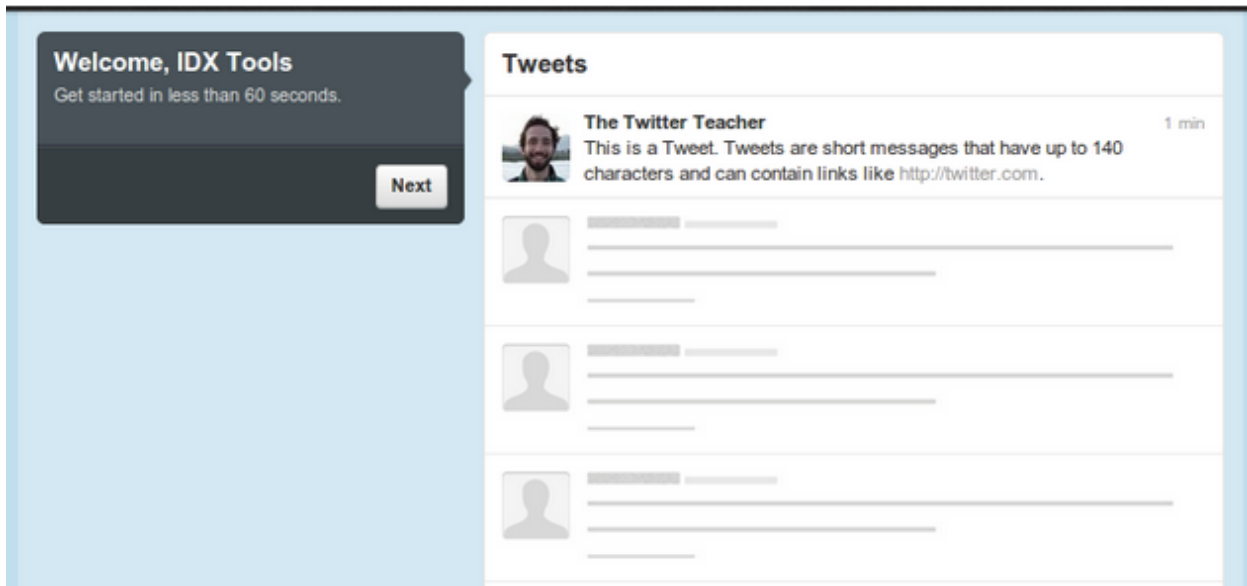 Welcome, IDX Tools
Get started in less than 60 seconds.
Next
Tweets
The Twitter Teacher
1 min
This is a Tweet. Tweets are short messages that have up to 140
characters and can contain links like http://twitter.com.